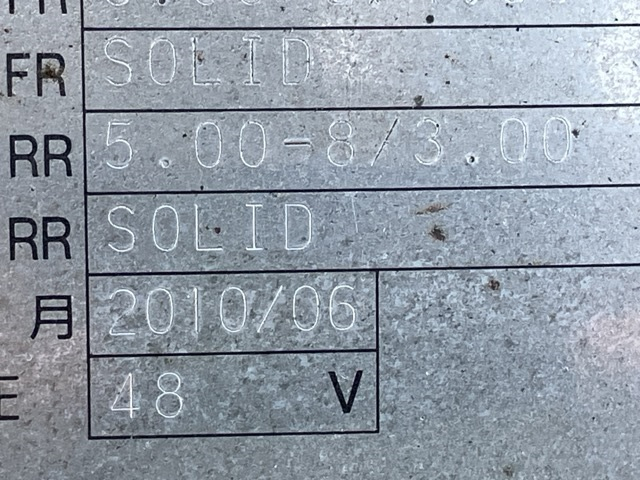 FR SOLID
RR 5.00-8/3.00
RR SOLID
月 2010/06
E 48 V